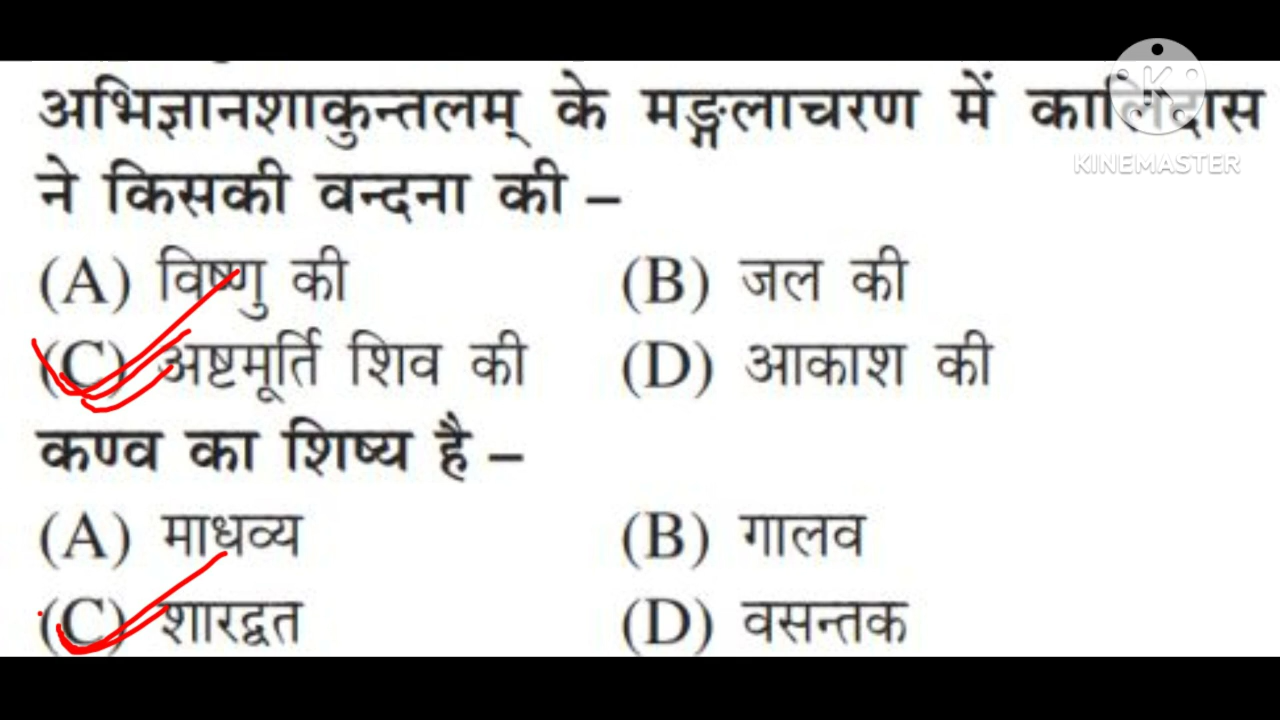 KINEMASTER
अभिज्ञानशाकुन्तलम् के मङ्गलाचरण में कालिदास
ने किसकी वन्दना की –
(A) विष्णु की (B) जल की
(C) अष्टमूर्ति शिव की (D) आकाश की
कण्व का शिष्य है –
(A) माधव्य (B) गालव
(C) शारद्वत (D) वसन्तक